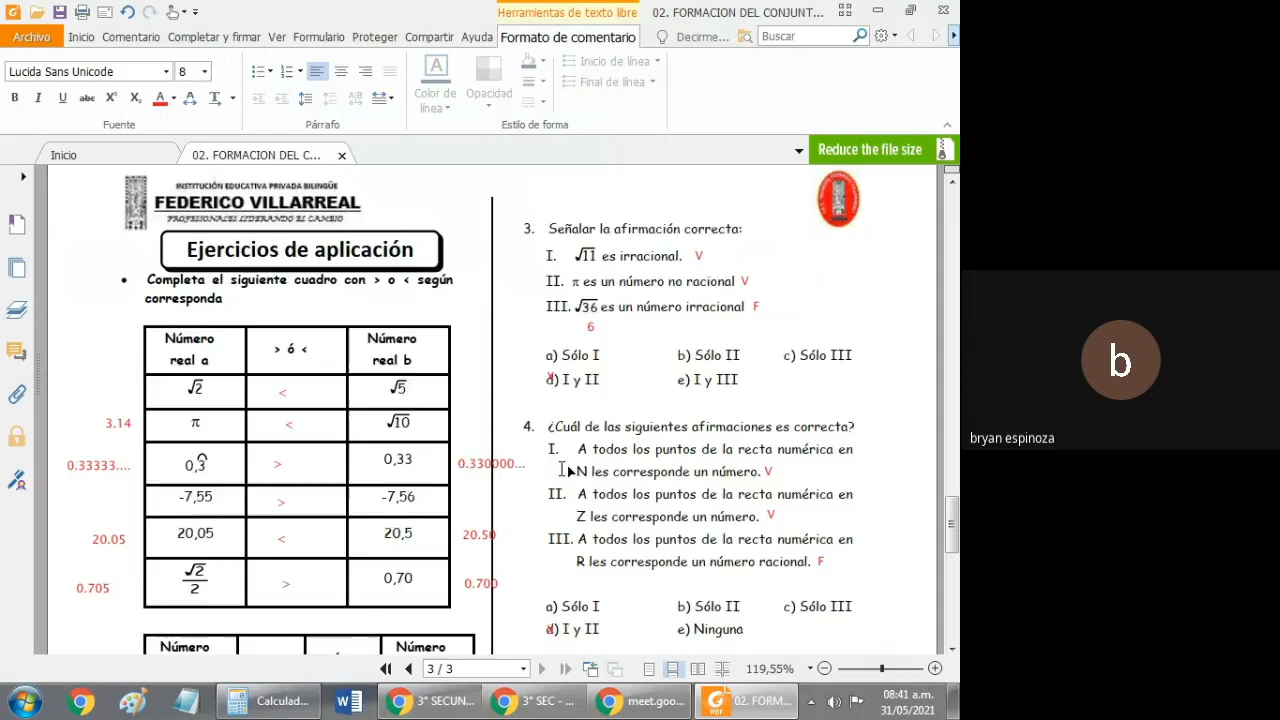 Herramientas de texto libre
02. FORMACION DEL CONJUNT...
Archivo Inicio Comentario Completar y firmar Ver Formulario Proteger Compartir Ayuda Formato de comentario Decirme... Buscar
Lucida Sans Unicode 8
Color de línea
Opacidad
Inicio de línea
Final de línea
Fuente Párrafo Estilo de forma
Inicio 02. FORMACION DEL C...
Reduce the file size
INSTITUCIÓN EDUCATIVA PRIVADA BILINGÜE
FEDERICO VILLARREAL
PROFESIONALES LIDERANDO EL CAMBIO
Ejercicios de aplicación
• Completa el siguiente cuadro con > o < según
corresponda
Número real a > ó < Número real b
√2 < √5
3.14 π < √10
0.33333.... 0,3 > 0,33 0.330000...
-7,55 > -7,56
20.05 20,05 < 20,5 20.50
0.705 √2/2 > 0,70 0.700
Número Número
3. Señalar la afirmación correcta:
I. √11 es irracional. V
II. π es un número no racional V
III. √36 es un número irracional F
6
a) Sólo I b) Sólo II c) Sólo III
d) I y II e) I y III
4. ¿Cuál de las siguientes afirmaciones es correcta?
I. A todos los puntos de la recta numérica en
N les corresponde un número. V
II. A todos los puntos de la recta numérica en
Z les corresponde un número. V
III. A todos los puntos de la recta numérica en
R les corresponde un número racional. F
a) Sólo I b) Sólo II c) Sólo III
d) I y II e) Ninguna
b
bryan espinoza
3 / 3
119,55%
Calculad... 3° SECUN... 3° SEC - ... meet.goo... 02. FORM...
08:41 a.m.
31/05/2021